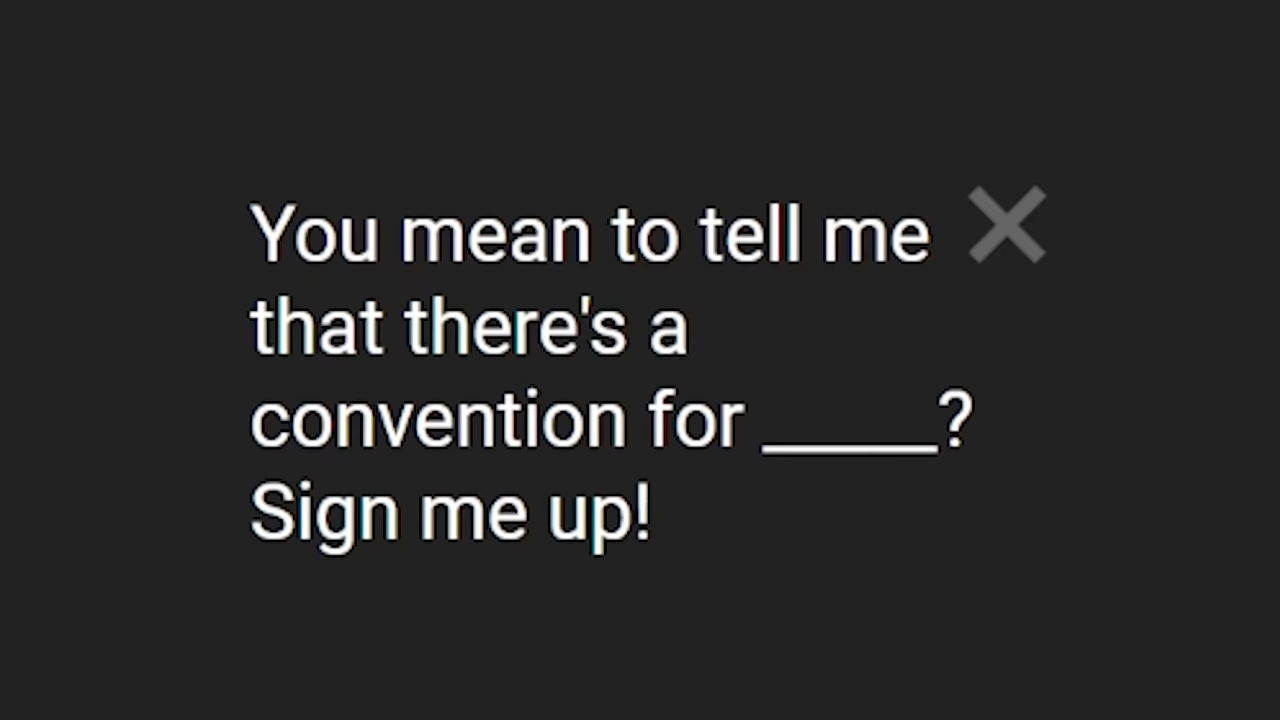 You mean to tell me
that there's a
convention for _____?
Sign me up!